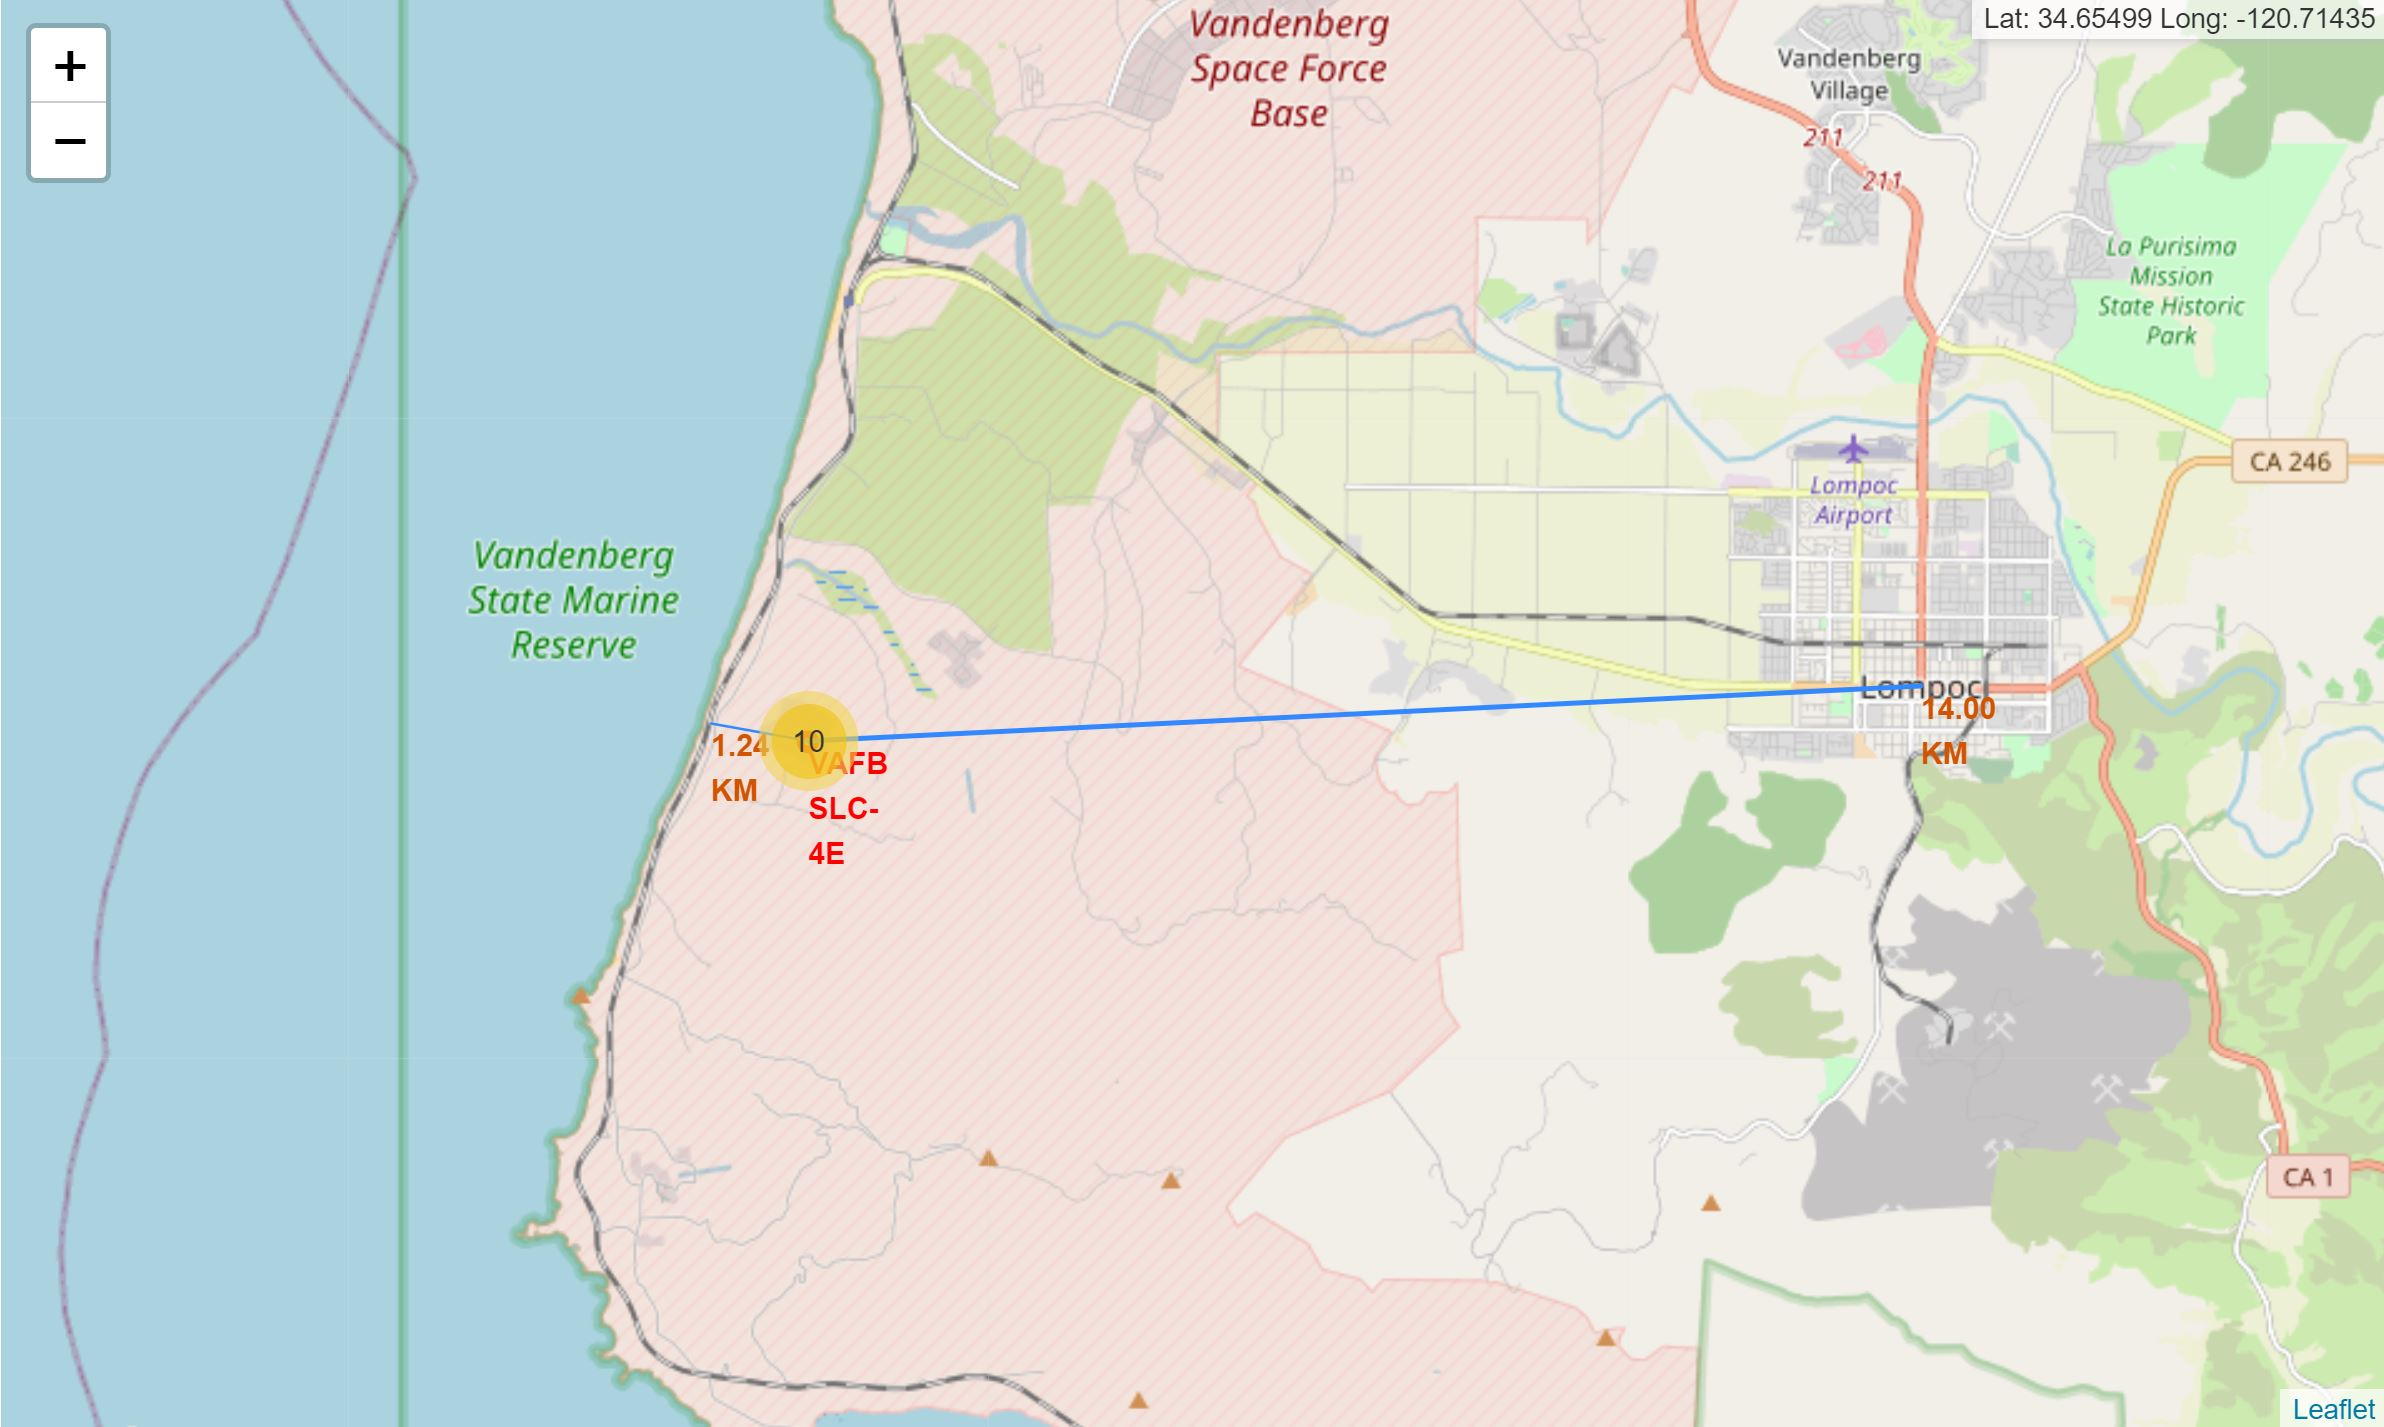 +
−
Lat: 34.65499 Long: -120.71435
Vandenberg
Space Force
Base
Vandenberg
Village
211
211
La Purisima
Mission
State Historic
Park
CA 246
Lompoc
Airport
Vandenberg
State Marine
Reserve
Lompoc
14.00
KM
1.24
KM
10
VAFB
SLC-
4E
CA 1
Leaflet